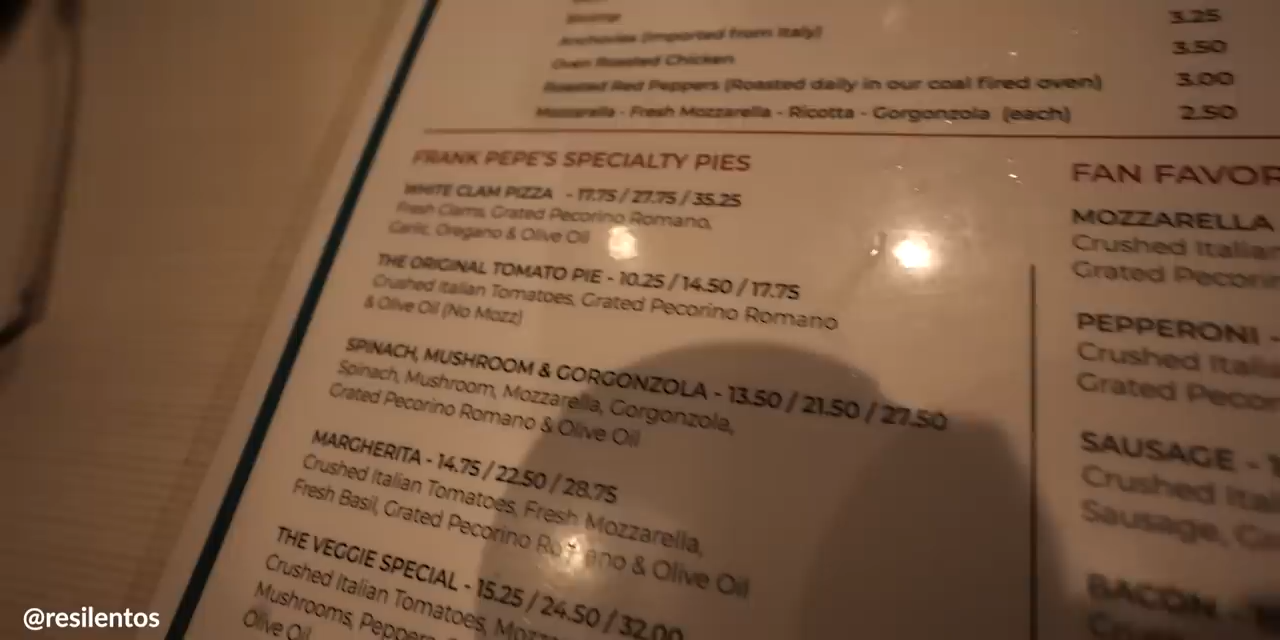 3.25
Anchovies (imported from Italy)
3.50
Oven Roasted Chicken
3.00
Roasted Red Peppers (Roasted daily in our coal fired oven)
2.50
Mozzarella - Fresh Mozzarella - Ricotta - Gorgonzola (each)
FRANK PEPE'S SPECIALTY PIES
WHITE CLAM PIZZA - 17.75 / 27.75 / 35.25
Fresh Clams, Grated Pecorino Romano,
Garlic, Oregano & Olive Oil
THE ORIGINAL TOMATO PIE - 10.25 / 14.50 / 17.75
Crushed Italian Tomatoes, Grated Pecorino Romano
& Olive Oil (No Mozz)
SPINACH, MUSHROOM & GORGONZOLA - 13.50 / 21.50 / 27.50
Spinach, Mushroom, Mozzarella, Gorgonzola,
Grated Pecorino Romano & Olive Oil
MARGHERITA - 14.75 / 22.50 / 28.75
Crushed Italian Tomatoes, Fresh Mozzarella,
Fresh Basil, Grated Pecorino Romano & Olive Oil
THE VEGGIE SPECIAL - 15.25 / 24.50 / 32.00
Crushed Italian Tomatoes, Mozz
Mushrooms, Peppers,
Olive Oil
FAN FAVOR
MOZZARELLA
Crushed Italian
Grated Pecorin
PEPPERONI -
Crushed Italia
Grated Pecor
SAUSAGE - 1
Crushed Ital
Sausage, G
BACON -
@resilentos